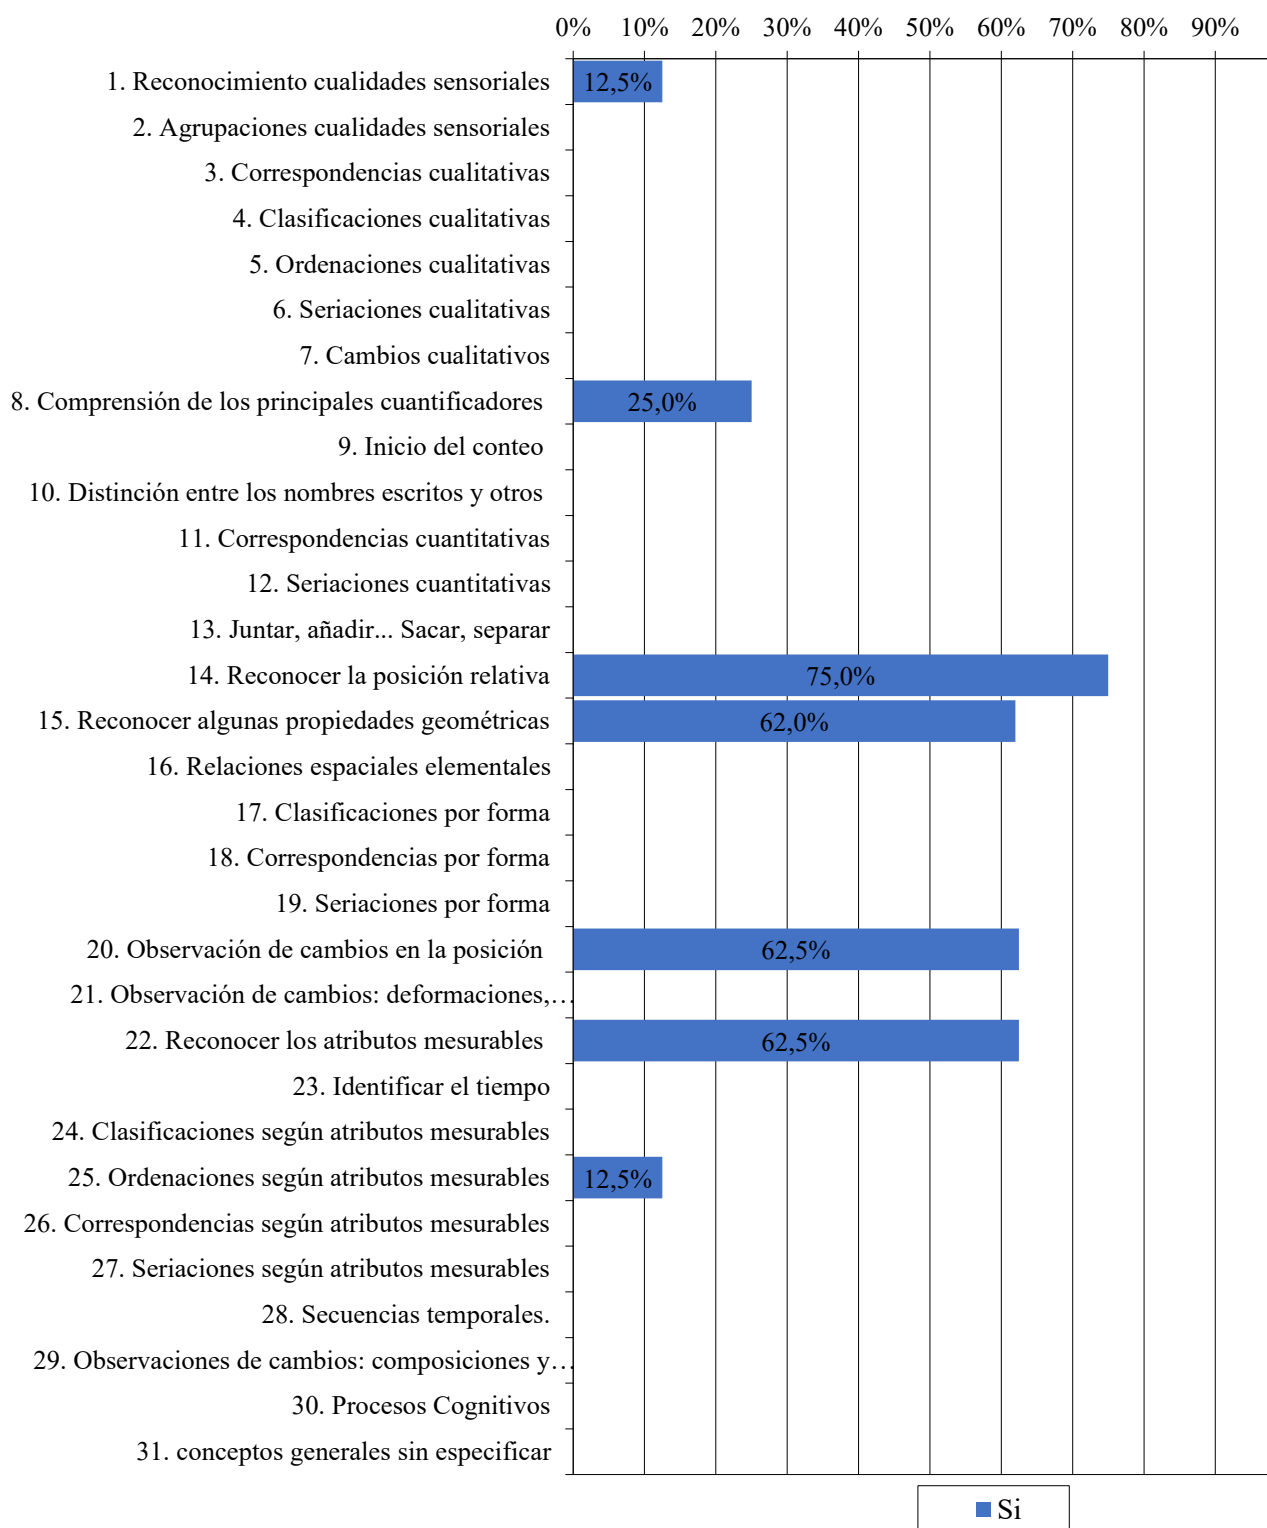 0% 10% 20% 30% 40% 50% 60% 70% 80% 90%
1. Reconocimiento cualidades sensoriales 12,5%
2. Agrupaciones cualidades sensoriales
3. Correspondencias cualitativas
4. Clasificaciones cualitativas
5. Ordenaciones cualitativas
6. Seriaciones cualitativas
7. Cambios cualitativos
8. Comprensión de los principales cuantificadores 25,0%
9. Inicio del conteo
10. Distinción entre los nombres escritos y otros
11. Correspondencias cuantitativas
12. Seriaciones cuantitativas
13. Juntar, añadir... Sacar, separar
14. Reconocer la posición relativa 75,0%
15. Reconocer algunas propiedades geométricas 62,0%
16. Relaciones espaciales elementales
17. Clasificaciones por forma
18. Correspondencias por forma
19. Seriaciones por forma
20. Observación de cambios en la posición 62,5%
21. Observación de cambios: deformaciones,…
22. Reconocer los atributos mesurables 62,5%
23. Identificar el tiempo
24. Clasificaciones según atributos mesurables
25. Ordenaciones según atributos mesurables 12,5%
26. Correspondencias según atributos mesurables
27. Seriaciones según atributos mesurables
28. Secuencias temporales.
29. Observaciones de cambios: composiciones y…
30. Procesos Cognitivos
31. conceptos generales sin especificar
Si